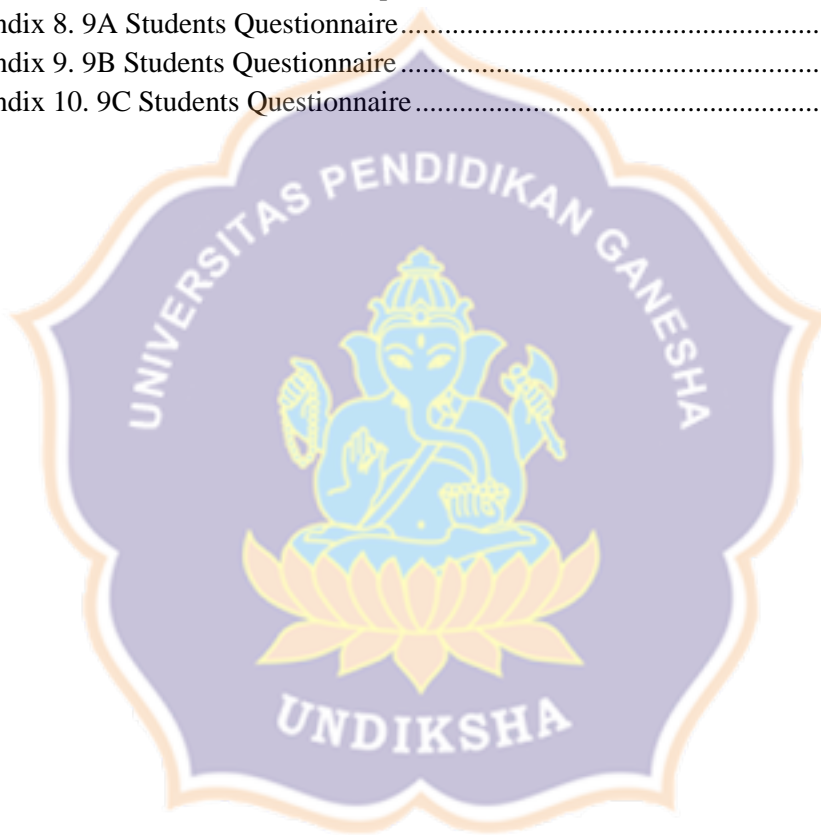 ndix 8. 9A Students Questionnaire.......................................................
ndix 9. 9B Students Questionnaire.......................................................
ndix 10. 9C Students Questionnaire.....................................................
UNIVERSITAS PENDIDIKAN GANESHA
UNDIKSHA